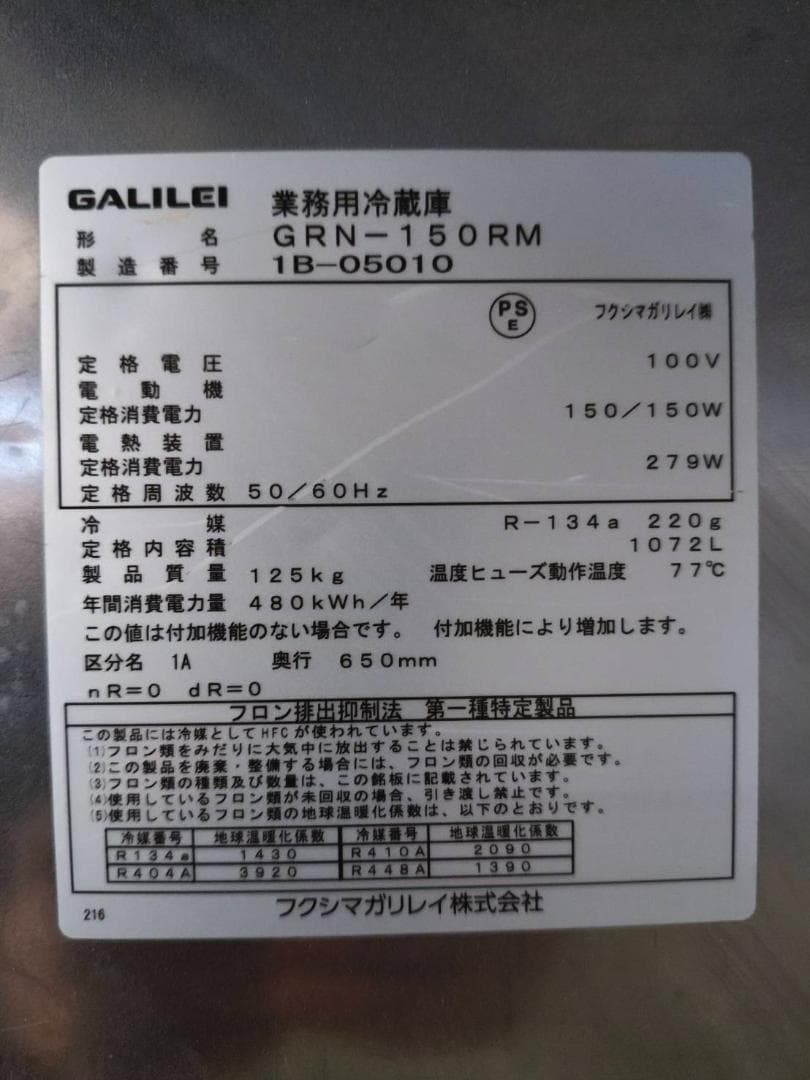 GALILEI 業務用冷蔵庫
形名 GRN-150RM
製造番号 1B-05010
PSE フクシマガリレイ㈱
定格電圧 100V
電動機
定格消費電力 150/150W
電熱装置
定格消費電力 279W
定格周波数 50/60Hz
冷媒 R-134a 220g
定格内容積 1072L
製品質量 125kg 温度ヒューズ動作温度 77℃
年間消費電力量 480kWh/年
この値は付加機能のない場合です。 付加機能により増加します。
区分名 1A 奥行 650mm
nR=0 dR=0
フロン排出抑制法 第一種特定製品
この製品には冷媒としてHFCが使われています。
(1)フロン類をみだりに大気中に放出することは禁じられています。
(2)この製品を廃棄・整備する場合には、フロン類の回収が必要です。
(3)フロン類の種類及び数量は、この銘板に記載されています。
(4)使用しているフロン類が未回収の場合、引き渡し禁止です。
(5)使用しているフロン類の地球温暖化係数は、以下のとおりです。
冷媒番号 地球温暖化係数 冷媒番号 地球温暖化係数
R134a 1430 R410A 2090
R404A 3920 R448A 1390
216 フクシマガリレイ株式会社